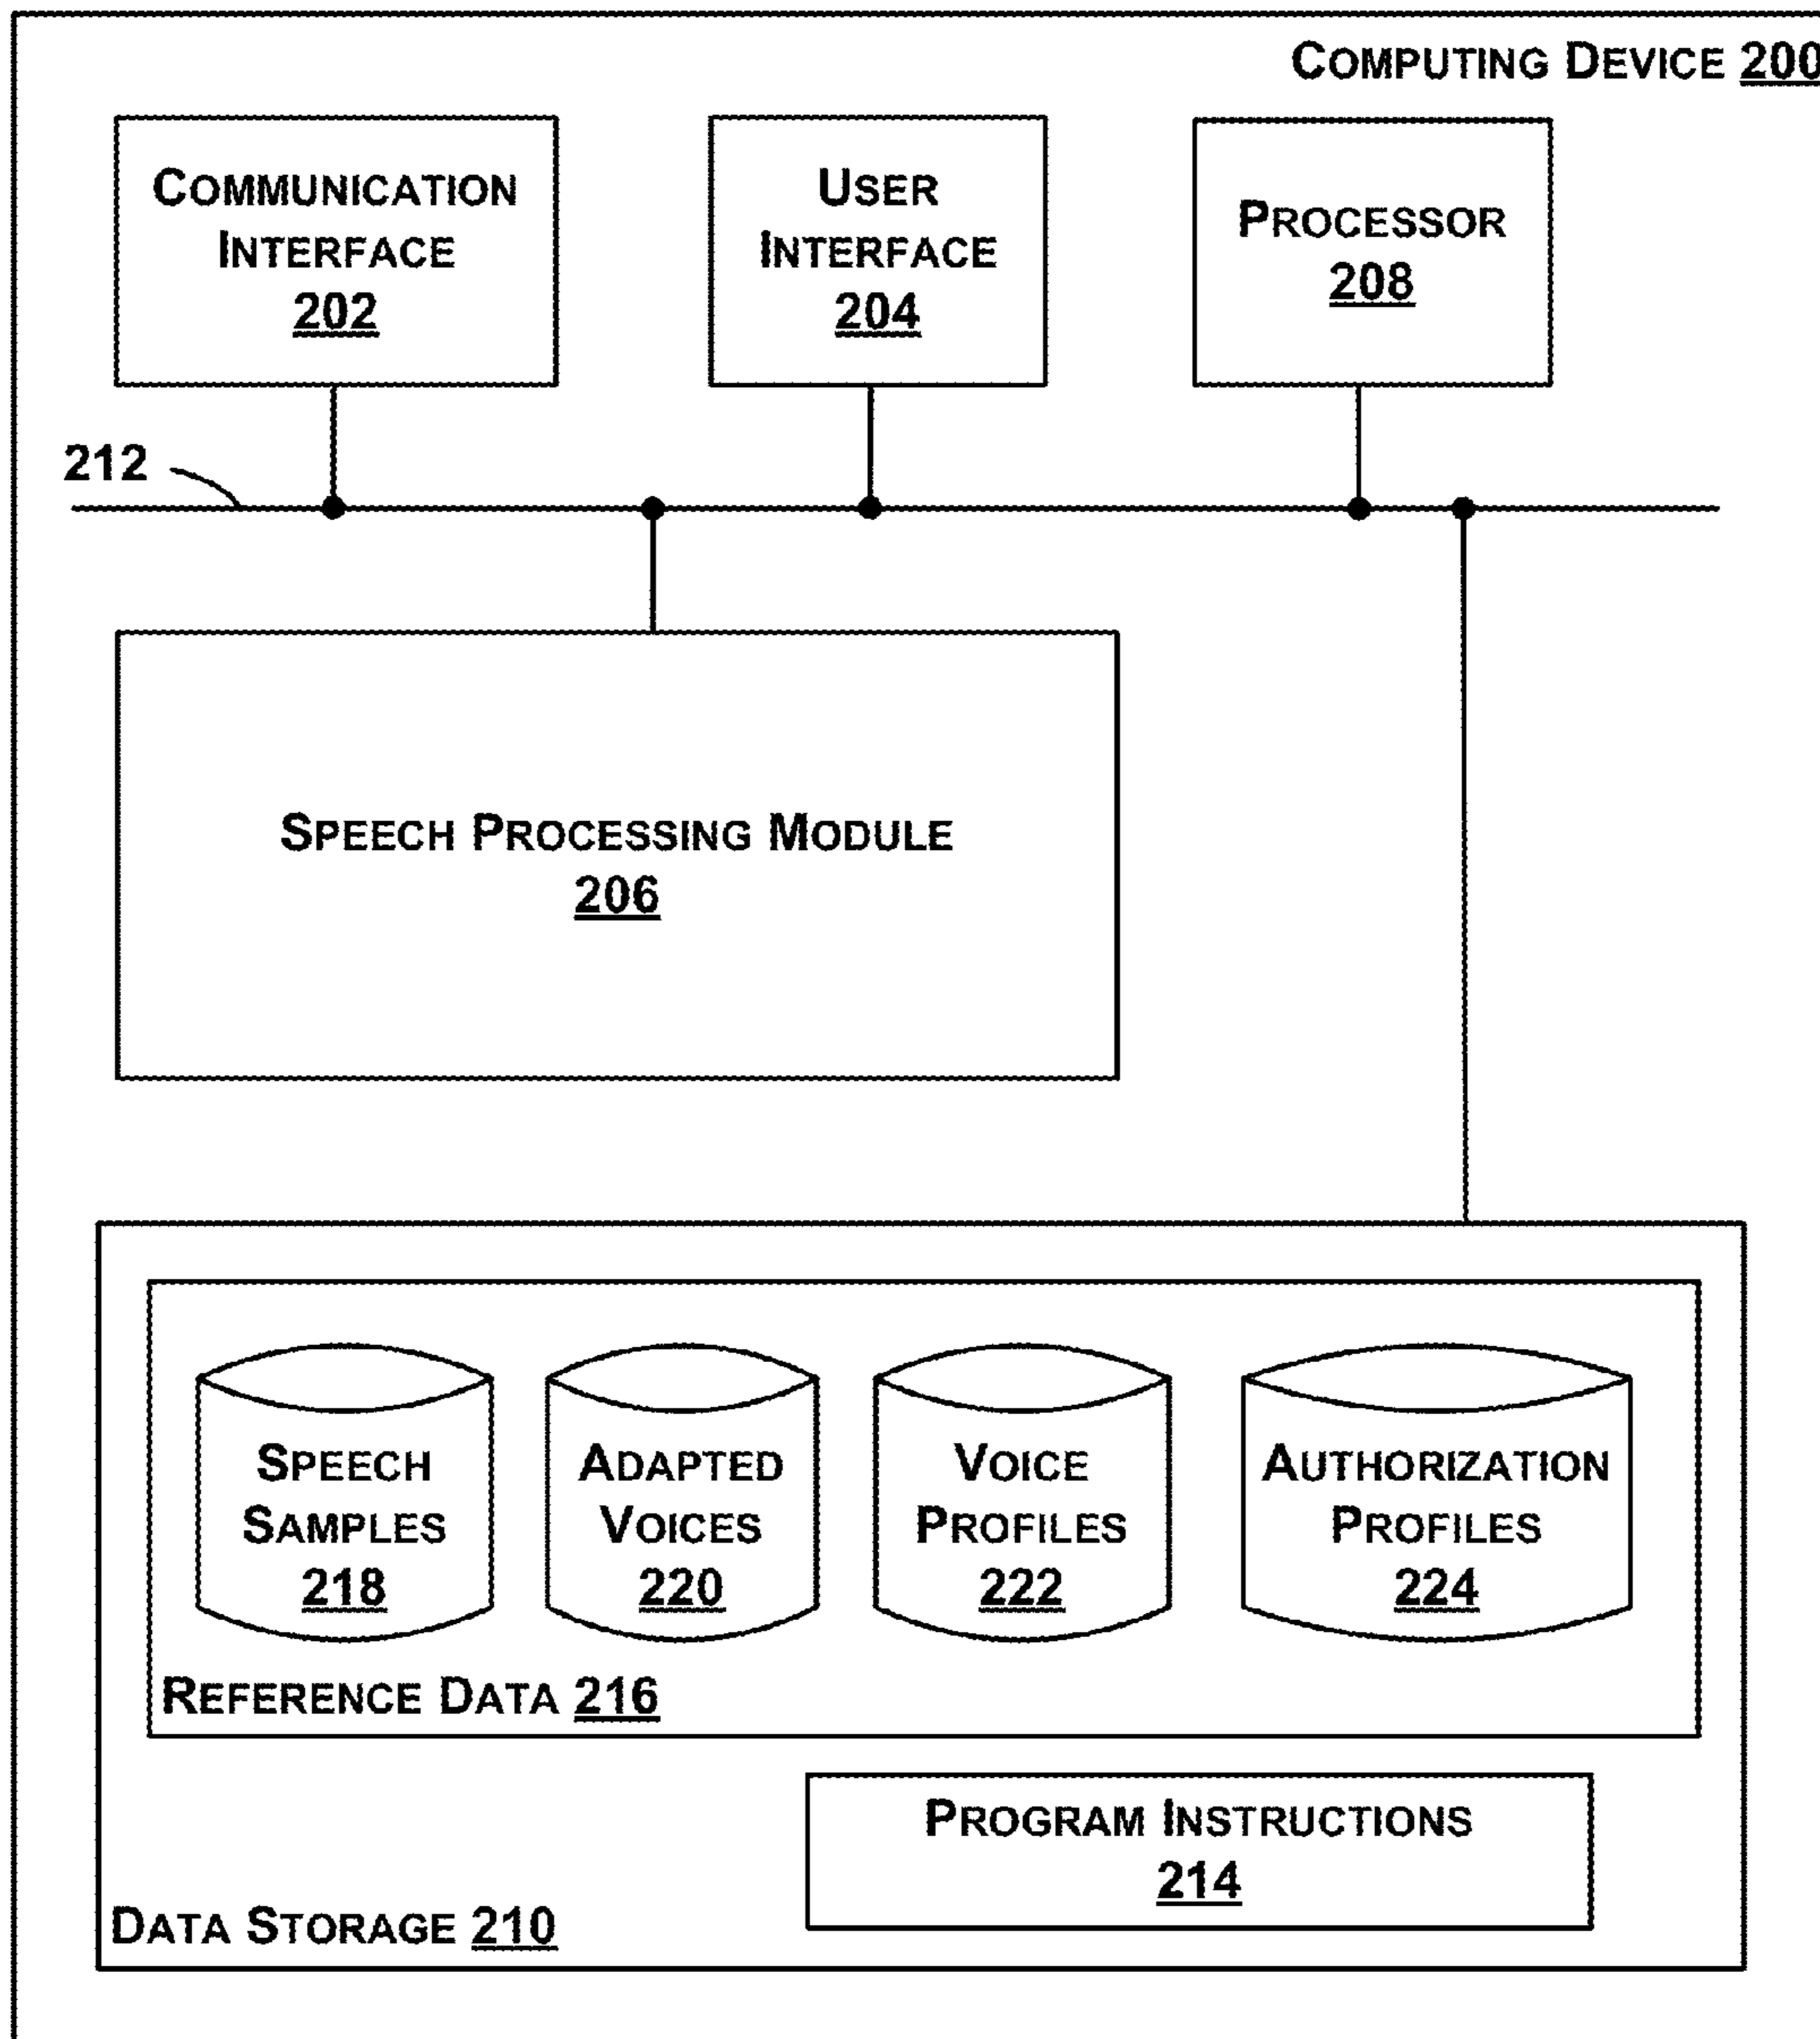 COMPUTING DEVICE 200
COMMUNICATION
INTERFACE
202
USER
INTERFACE
204
PROCESSOR
208
212
SPEECH PROCESSING MODULE
206
SPEECH
SAMPLES
218
ADAPTED
VOICES
220
VOICE
PROFILES
222
AUTHORIZATION
PROFILES
224
REFERENCE DATA 216
PROGRAM INSTRUCTIONS
214
DATA STORAGE 210